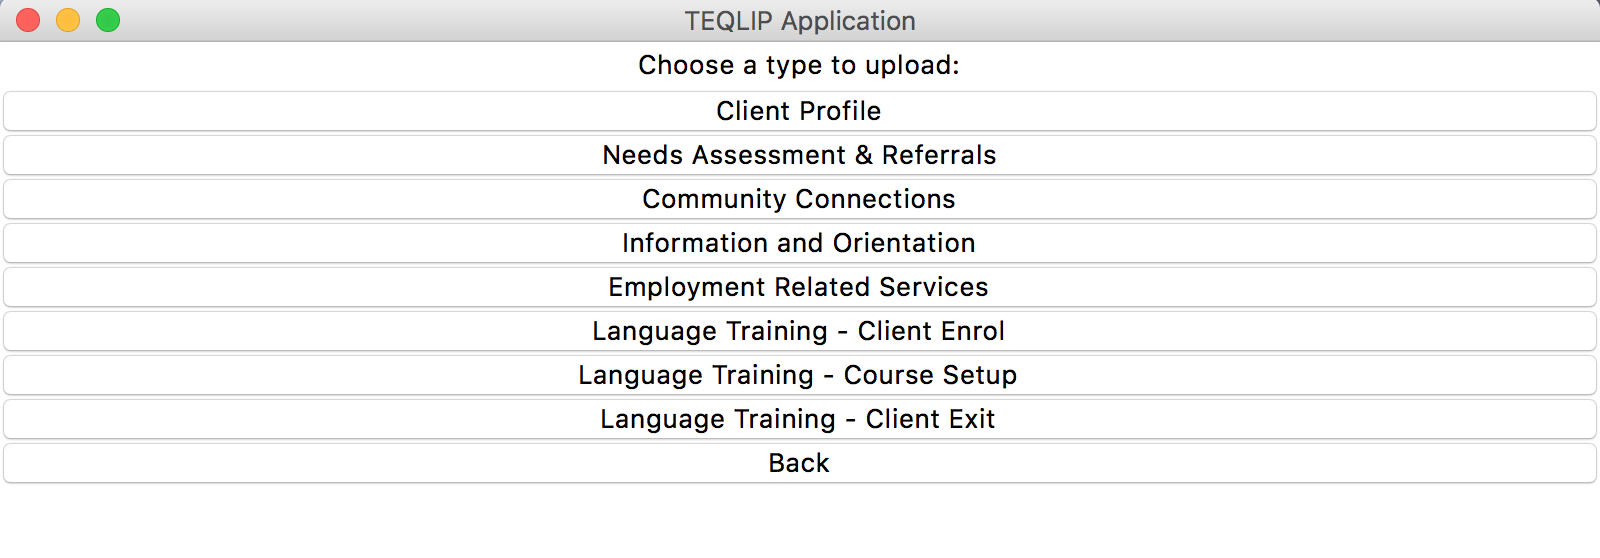 TEQLIP Application
Choose a type to upload:
Client Profile
Needs Assessment & Referrals
Community Connections
Information and Orientation
Employment Related Services
Language Training - Client Enrol
Language Training - Course Setup
Language Training - Client Exit
Back